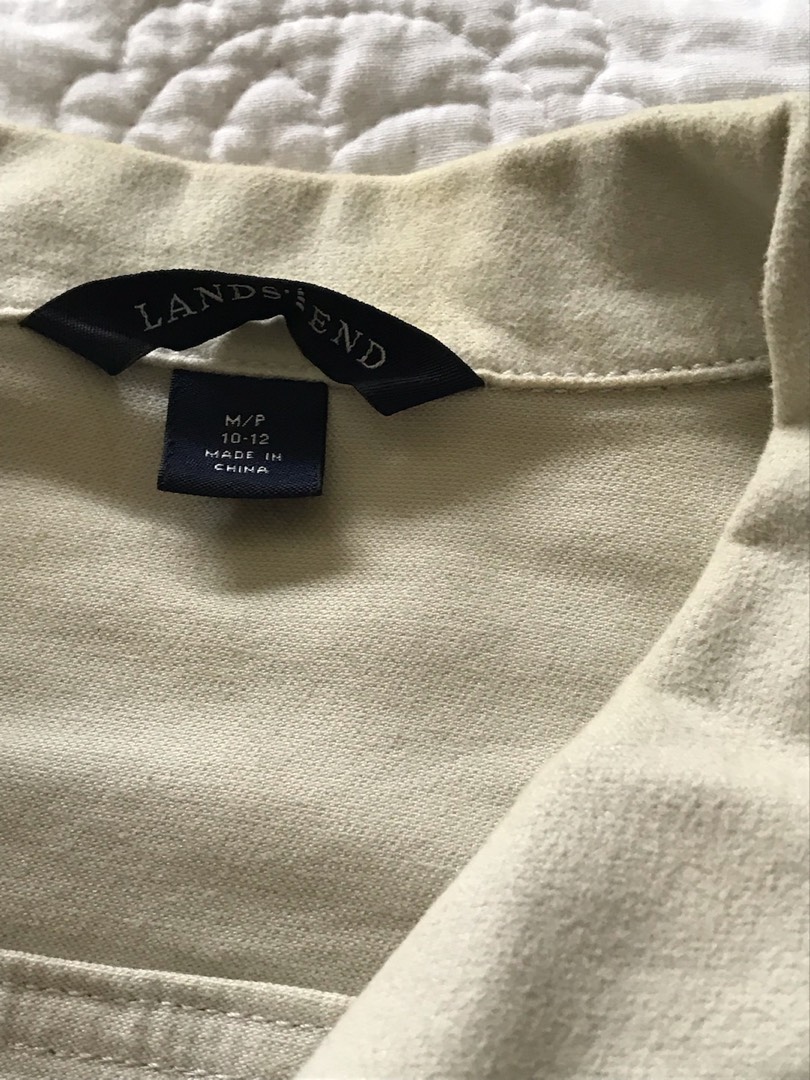 LANDS' END
M/P
10-12
MADE IN
CHINA